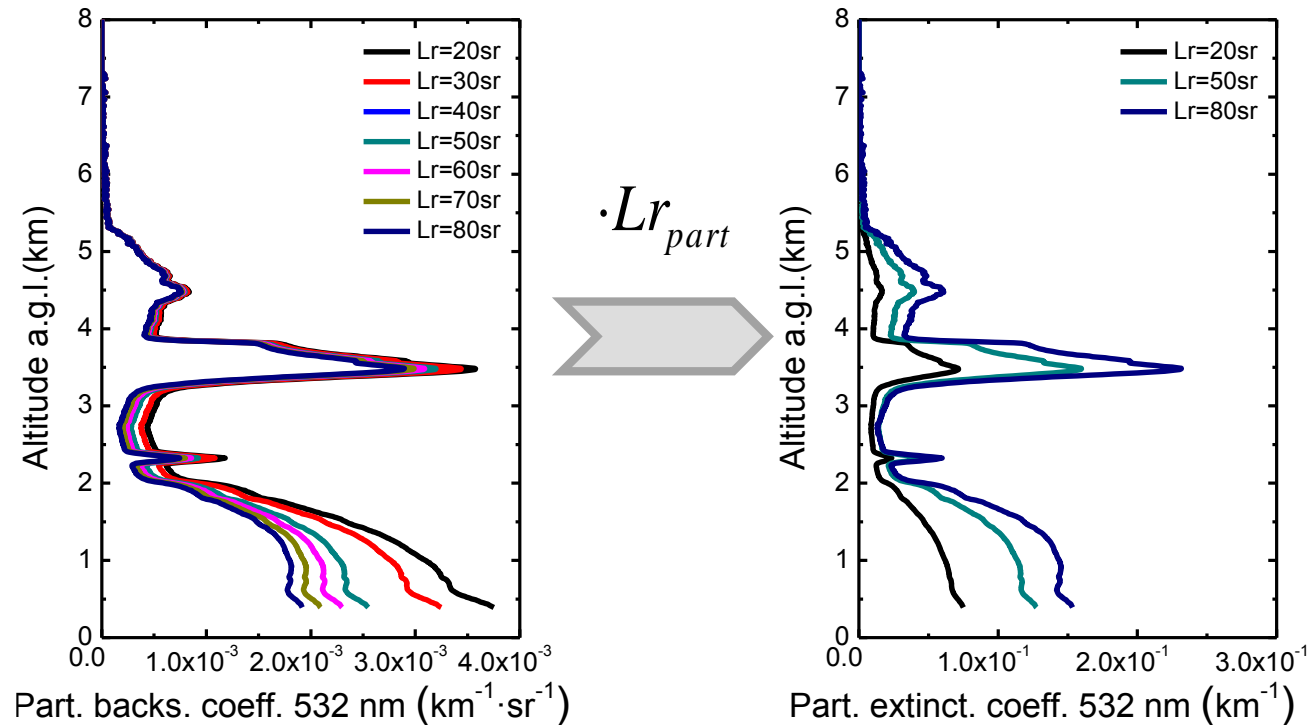 8
7
6
5
4
3
2
1
0
Altitude a.g.l.(km)
Lr=20sr
Lr=30sr
Lr=40sr
Lr=50sr
Lr=60sr
Lr=70sr
Lr=80sr
0.0 1.0x10⁻³ 2.0x10⁻³ 3.0x10⁻³ 4.0x10⁻³
Part. backs. coeff. 532 nm (km⁻¹·sr⁻¹)
·Lr_part
8
7
6
5
4
3
2
1
0
Altitude a.g.l.(km)
Lr=20sr
Lr=50sr
Lr=80sr
0.0 1.0x10⁻¹ 2.0x10⁻¹ 3.0x10⁻¹
Part. extinct. coeff. 532 nm (km⁻¹)